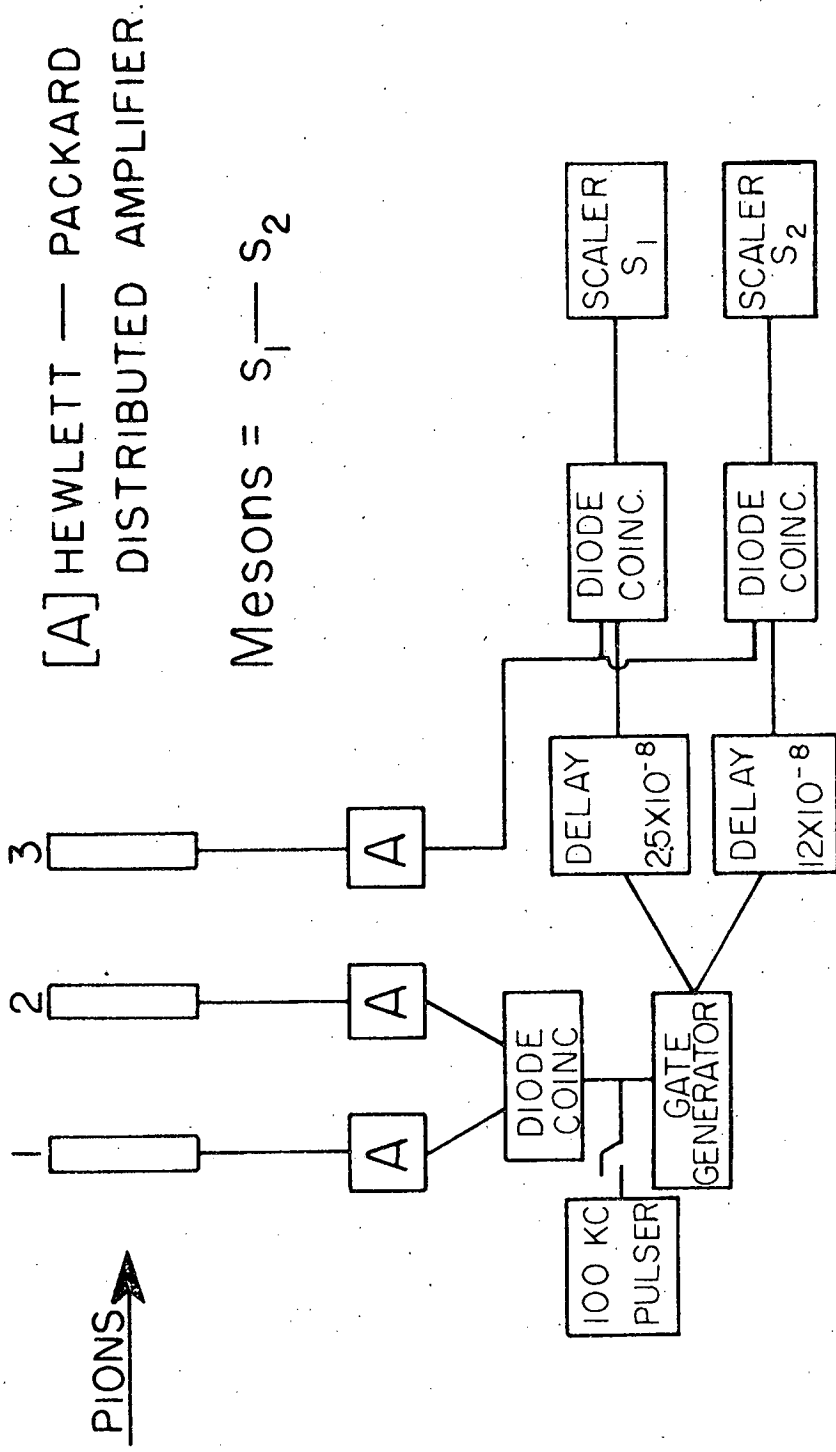 PIONS
1
2
3
[A] HEWLETT — PACKARD
DISTRIBUTED AMPLIFIER.
Mesons = S₁ — S₂
A
A
A
DIODE
COINC
100 KC
PULSER
GATE
GENERATOR
DELAY
25X10⁻⁸
DIODE
COINC.
SCALER
S₁
DELAY
12X10⁻⁸
DIODE
COINC.
SCALER
S₂